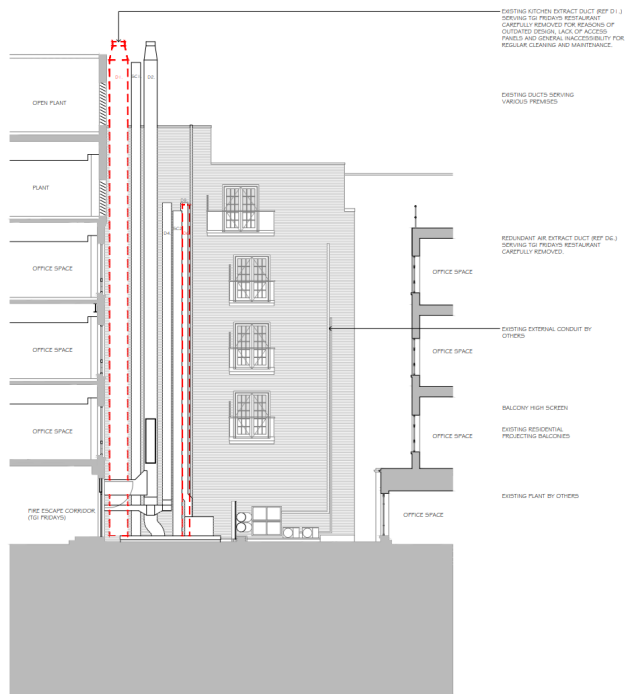 EXISTING KITCHEN EXTRACT DUCT (REF D1.)
SERVING TGI FRIDAYS RESTAURANT
CAREFULLY REMOVED FOR REASONS OF
OUTDATED DESIGN, LACK OF ACCESS
PANELS AND GENERAL INACCESSIBILITY FOR
REGULAR CLEANING AND MAINTENANCE.
D1.
D2.
OPEN PLANT
EXISTING DUCTS SERVING
VARIOUS PREMISES
PLANT
D4.
REDUNDANT AIR EXTRACT DUCT (REF D6.)
SERVING TGI FRIDAYS RESTAURANT
CAREFULLY REMOVED.
OFFICE SPACE
OFFICE SPACE
EXISTING EXTERNAL CONDUIT BY
OTHERS
OFFICE SPACE
OFFICE SPACE
BALCONY HIGH SCREEN
EXISTING RESIDENTIAL
PROJECTING BALCONIES
OFFICE SPACE
OFFICE SPACE
EXISTING PLANT BY OTHERS
FIRE ESCAPE CORRIDOR
(TGI FRIDAYS)
OFFICE SPACE